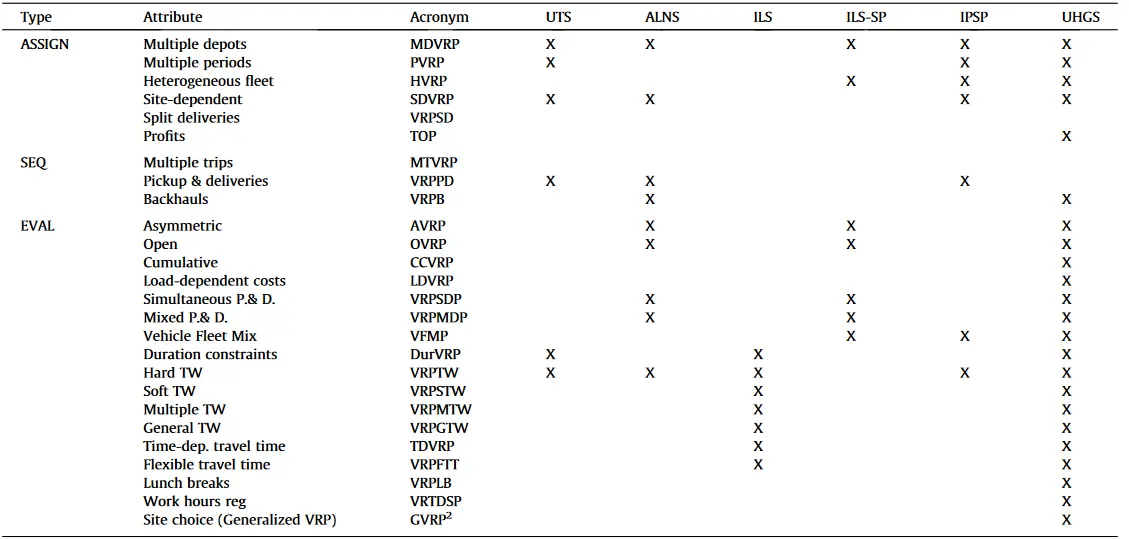 Type Attribute Acronym UTS ALNS ILS ILS-SP IPSP UHGS
ASSIGN Multiple depots MDVRP X X X X X
Multiple periods PVRP X X X
Heterogeneous fleet HVRP X X X
Site-dependent SDVRP X X X X
Split deliveries VRPSD
Profits TOP X
SEQ Multiple trips MTVRP
Pickup & deliveries VRPPD X X X
Backhauls VRPB X X
EVAL Asymmetric AVRP X X X
Open OVRP X X X
Cumulative CCVRP X
Load-dependent costs LDVRP X
Simultaneous P.& D. VRPSDP X X X
Mixed P.& D. VRPMDP X X X
Vehicle Fleet Mix VFMP X X X
Duration constraints DurVRP X X X
Hard TW VRPTW X X X X X
Soft TW VRPSTW X X
Multiple TW VRPMTW X X
General TW VRPGTW X X
Time-dep. travel time TDVRP X X
Flexible travel time VRPFTT X X
Lunch breaks VRPLB X
Work hours reg VRTDSP X
Site choice (Generalized VRP) GVRP² X